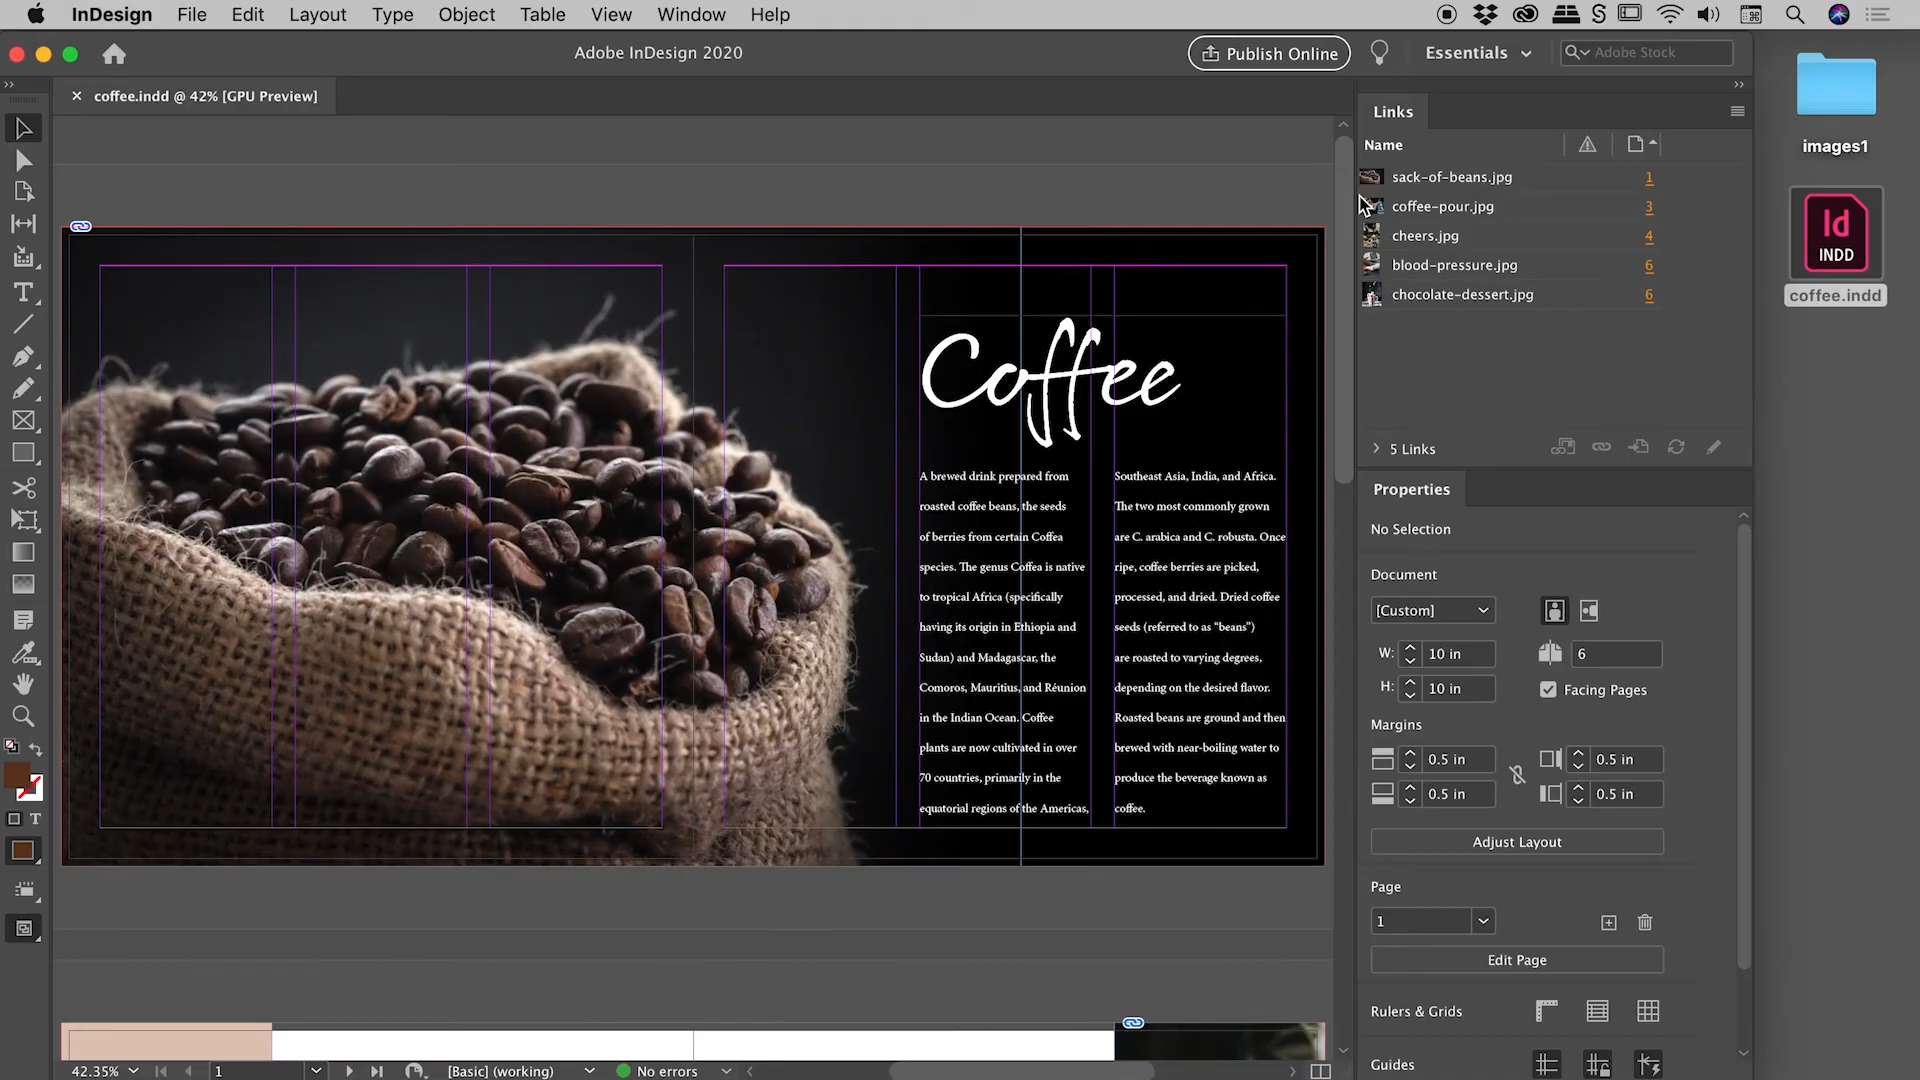 InDesign File Edit Layout Type Object Table View Window Help
Adobe InDesign 2020
Publish Online
Essentials
Adobe Stock
coffee.indd @ 42% [GPU Preview]
Links
Name
sack-of-beans.jpg 1
coffee-pour.jpg 3
cheers.jpg 4
blood-pressure.jpg 6
chocolate-dessert.jpg 6
5 Links
images1
Id
INDD
coffee.indd
Coffee
A brewed drink prepared from
roasted coffee beans, the seeds
of berries from certain Coffea
species. The genus Coffea is native
to tropical Africa (specifically
having its origin in Ethiopia and
Sudan) and Madagascar, the
Comoros, Mauritius, and Réunion
in the Indian Ocean. Coffee
plants are now cultivated in over
70 countries, primarily in the
equatorial regions of the Americas,
Southeast Asia, India, and Africa.
The two most commonly grown
are C. arabica and C. robusta. Once
ripe, coffee berries are picked,
processed, and dried. Dried coffee
seeds (referred to as “beans”)
are roasted to varying degrees,
depending on the desired flavor.
Roasted beans are ground and then
brewed with near-boiling water to
produce the beverage known as
coffee.
Properties
No Selection
Document
[Custom]
W: 10 in 6
H: 10 in Facing Pages
Margins
0.5 in 0.5 in
0.5 in 0.5 in
Adjust Layout
Page
1
Edit Page
Rulers & Grids
Guides
T
T
42.35% 1 [Basic] (working) No errors